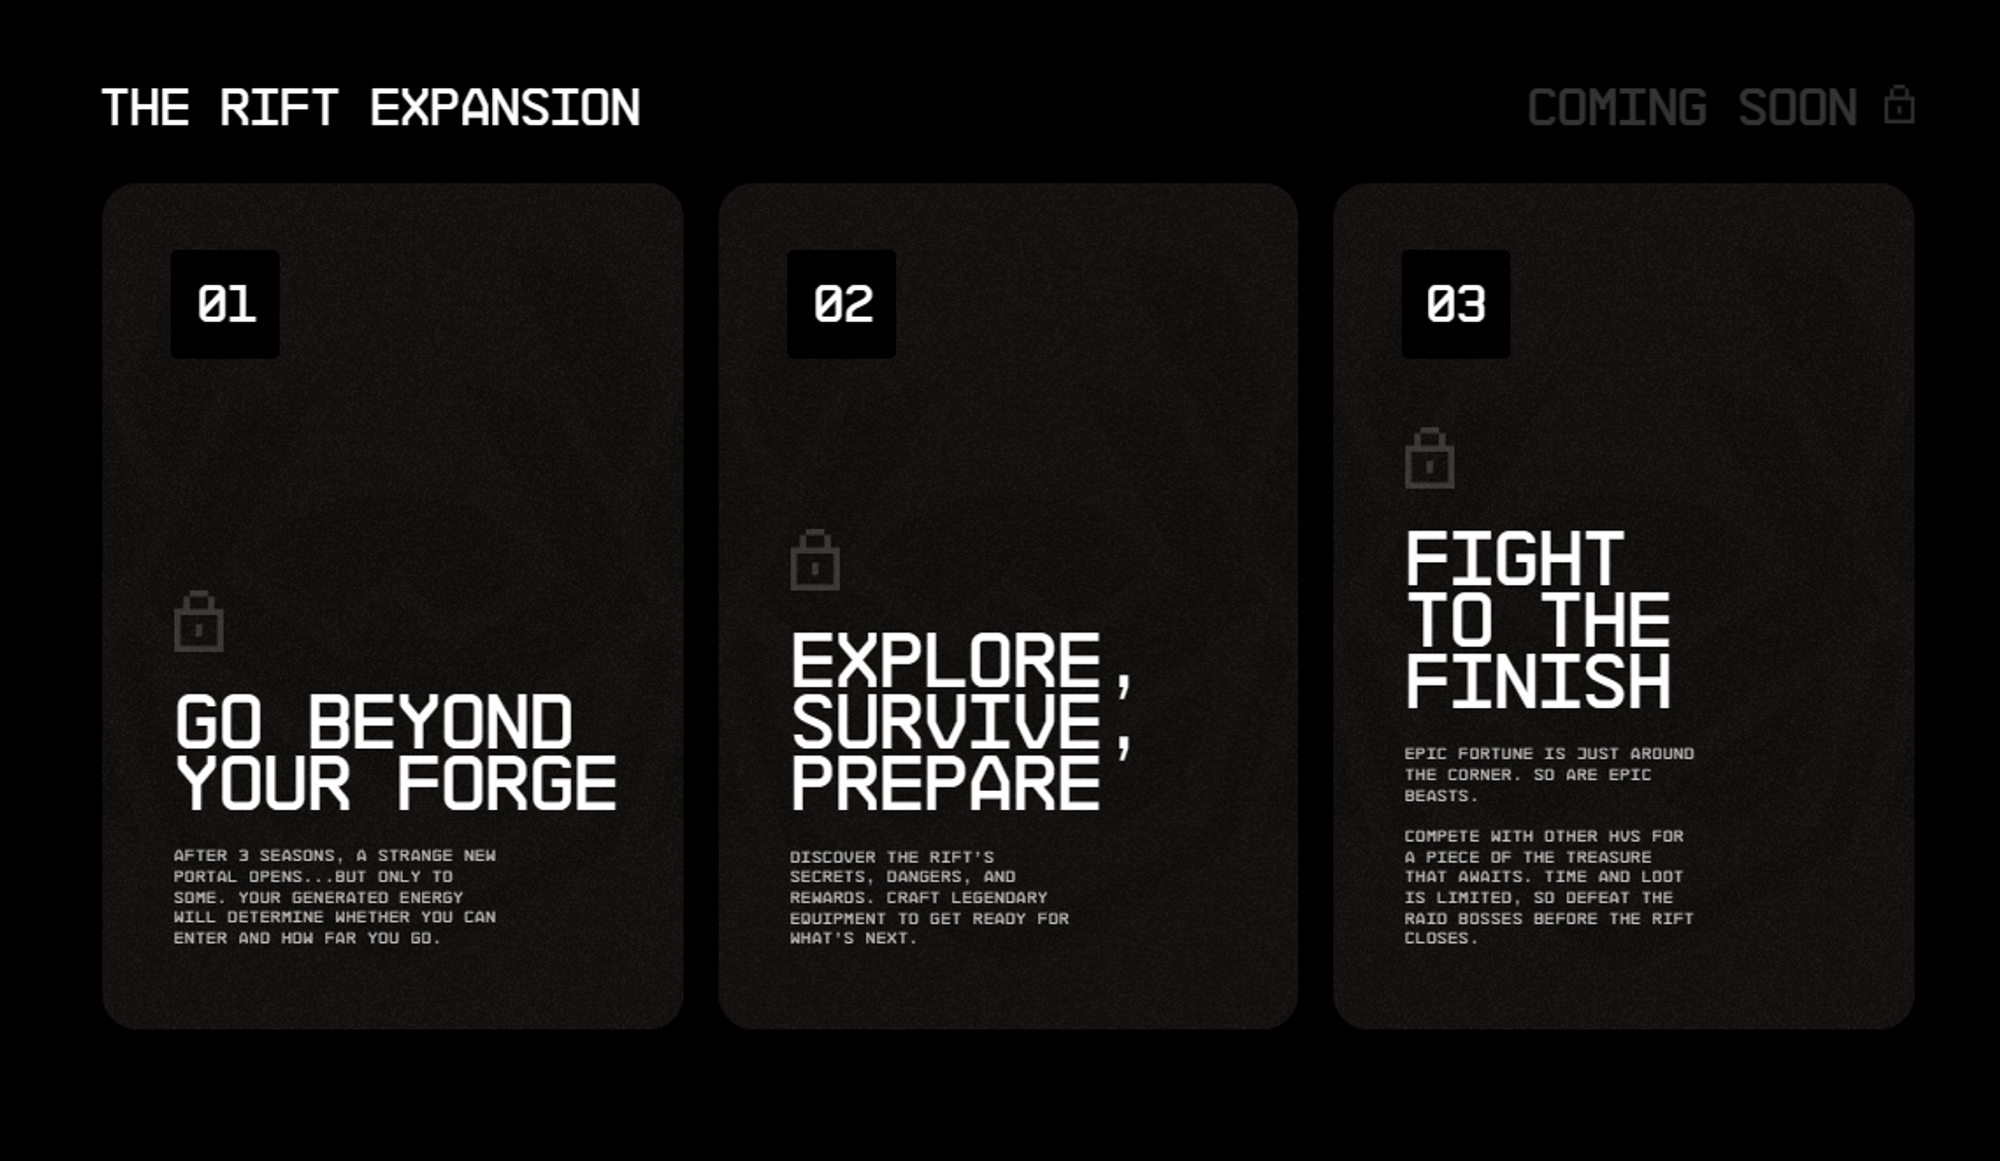 THE RIFT EXPANSION
COMING SOON
01
GO BEYOND
YOUR FORGE
AFTER 3 SEASONS, A STRANGE NEW
PORTAL OPENS...BUT ONLY TO
SOME. YOUR GENERATED ENERGY
WILL DETERMINE WHETHER YOU CAN
ENTER AND HOW FAR YOU GO.
02
EXPLORE,
SURVIVE,
PREPARE
DISCOVER THE RIFT'S
SECRETS, DANGERS, AND
REWARDS. CRAFT LEGENDARY
EQUIPMENT TO GET READY FOR
WHAT'S NEXT.
03
FIGHT
TO THE
FINISH
EPIC FORTUNE IS JUST AROUND
THE CORNER. SO ARE EPIC
BEASTS.
COMPETE WITH OTHER HVS FOR
A PIECE OF THE TREASURE
THAT AWAITS. TIME AND LOOT
IS LIMITED, SO DEFEAT THE
RAID BOSSES BEFORE THE RIFT
CLOSES.